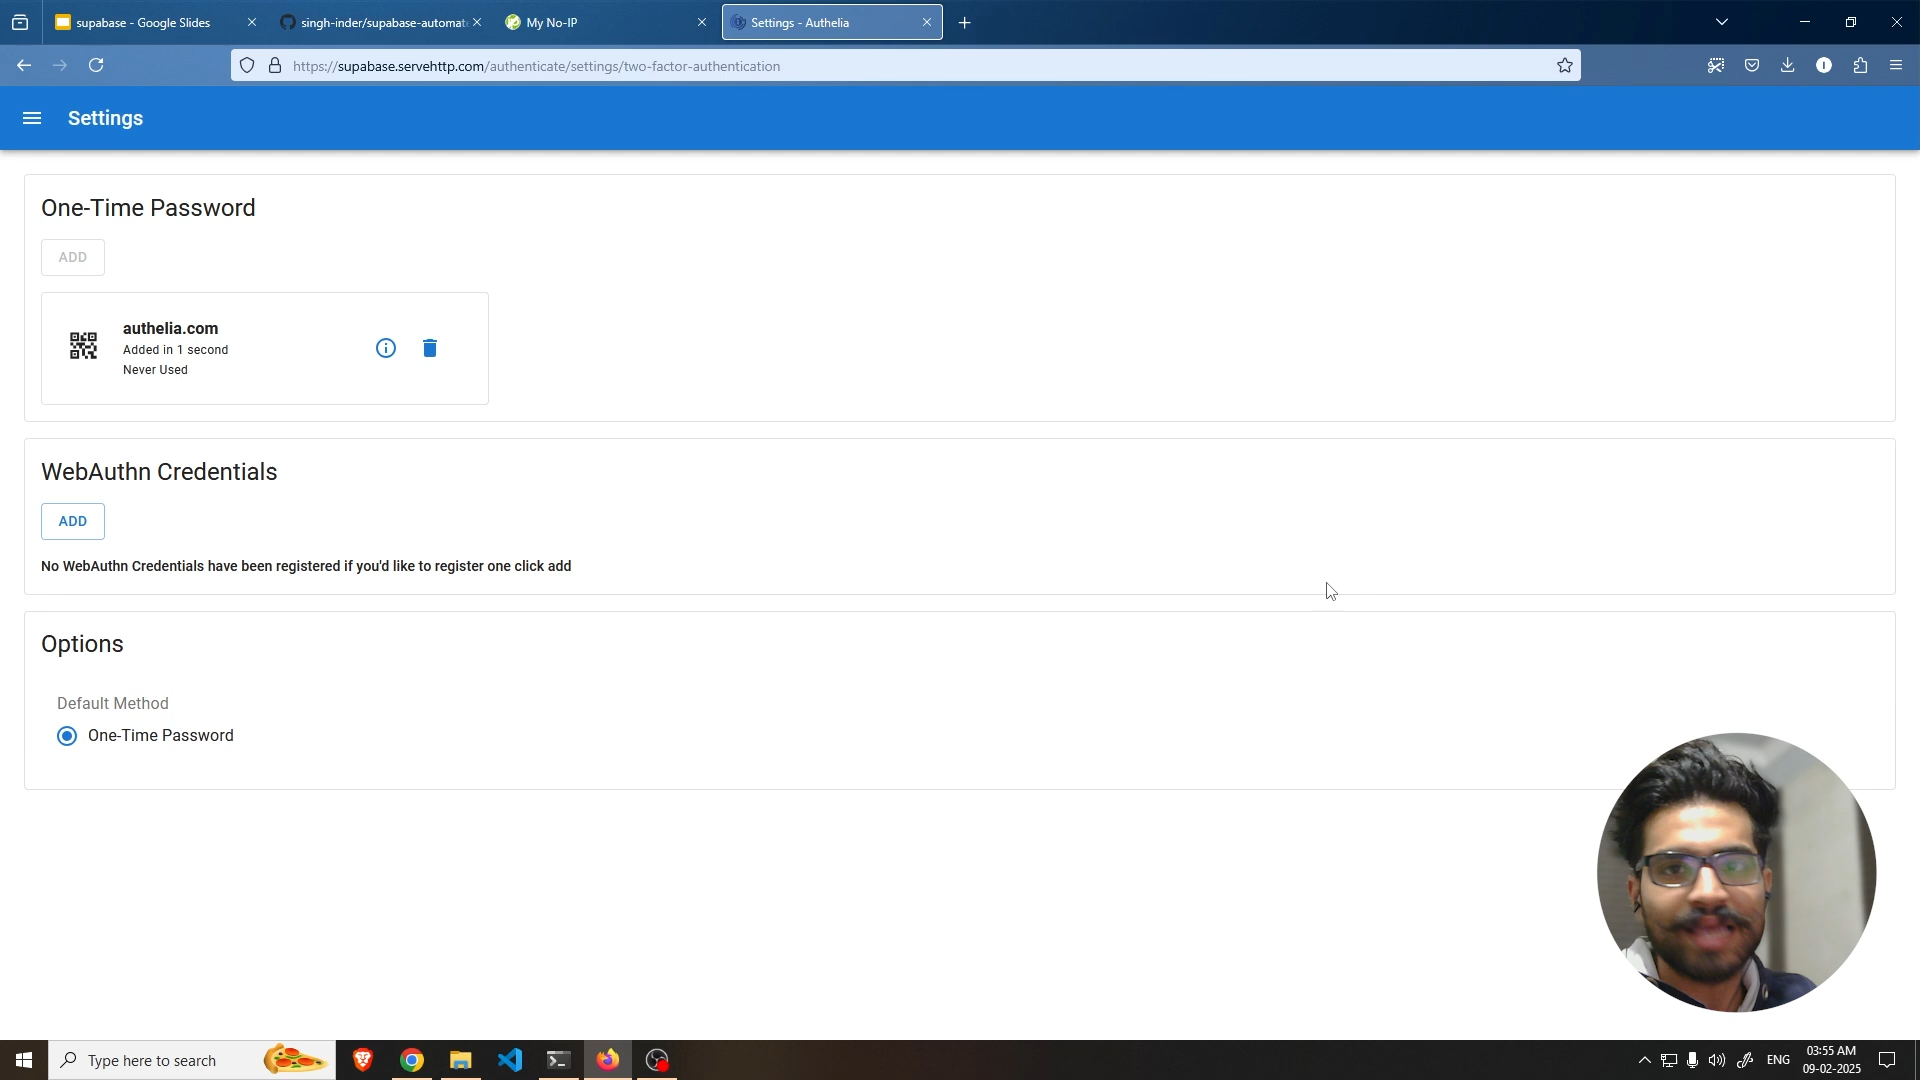 supabase - Google Slides
singh-inder/supabase-automat
My No-IP
Settings - Authelia
https://supabase.servehttp.com/authenticate/settings/two-factor-authentication
Settings
One-Time Password
ADD
authelia.com
Added in 1 second
Never Used
WebAuthn Credentials
ADD
No WebAuthn Credentials have been registered if you'd like to register one click add
Options
Default Method
One-Time Password
Type here to search
ENG
03:55 AM
09-02-2025